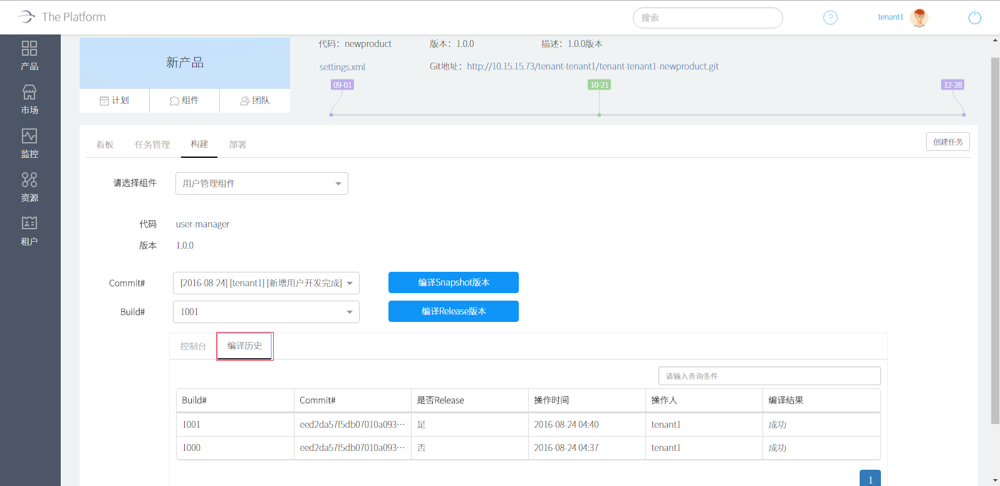 The Platform
搜索
?
tenant1
产品
市场
监控
资源
租户
新产品
计划
组件
团队
代码：newproduct
版本：1.0.0
描述：1.0.0版本
settings.xml
Git地址：http://10.15.15.73/tenant-tenant1/tenant-tenant1-newproduct.git
09-01
10-21
12-28
看板
任务管理
构建
部署
创建任务
请选择组件
用户管理组件
代码
user-manager
版本
1.0.0
Commit#
[2016-08-24] [tenant1] [新增用户开发完成]
编译Snapshot版本
Build#
1001
编译Release版本
控制台
编译历史
请输入查询条件
Build#
Commit#
是否Release
操作时间
操作人
编译结果
1001
eed2da57f5db07010a093···
是
2016-08-24 04:40
tenant1
成功
1000
eed2da57f5db07010a093···
否
2016-08-24 04:37
tenant1
成功
1